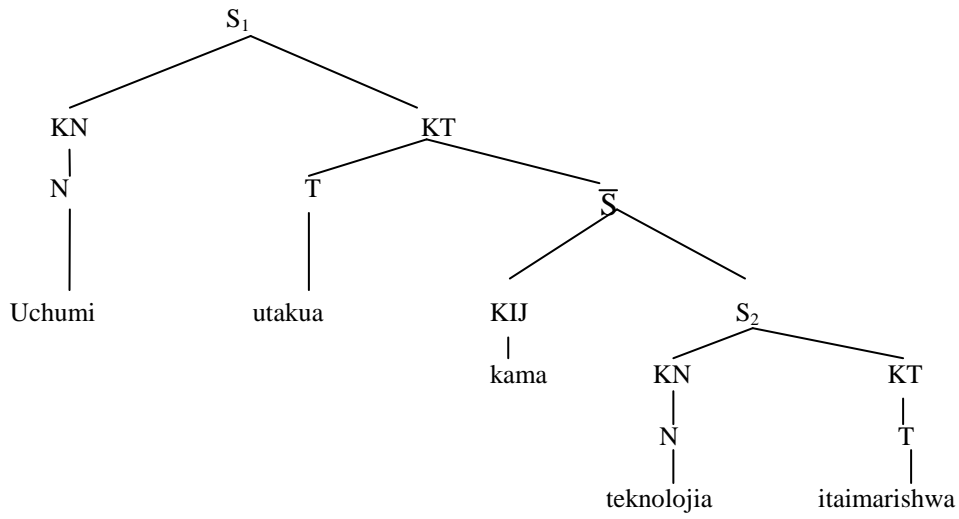 S₁
KN KT
N T S̅
Uchumi utakua KIJ S₂
kama KN KT
N T
teknolojia itaimarishwa